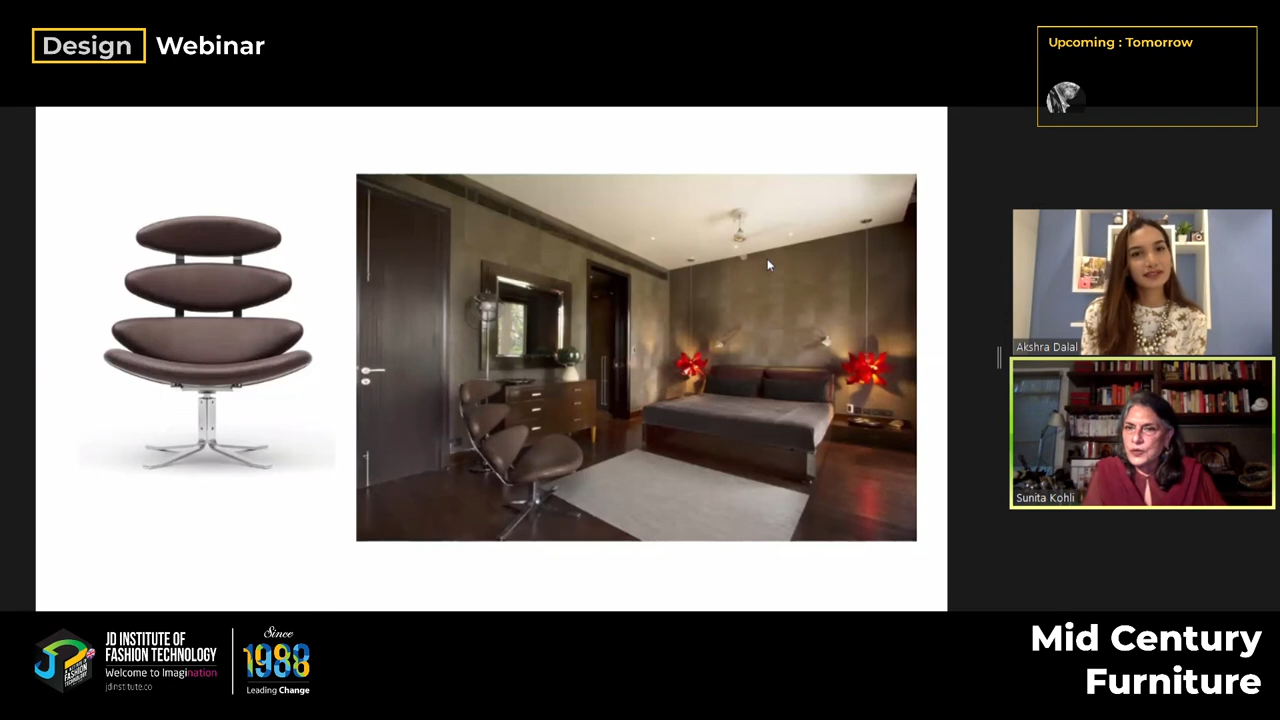 Design Webinar
Upcoming : Tomorrow
Akshra Dalal
Sunita Kohli
JD INSTITUTE OF
FASHION TECHNOLOGY
Welcome to Imagination
jdinstitute.co
Since
1988
Leading Change
Mid Century
Furniture